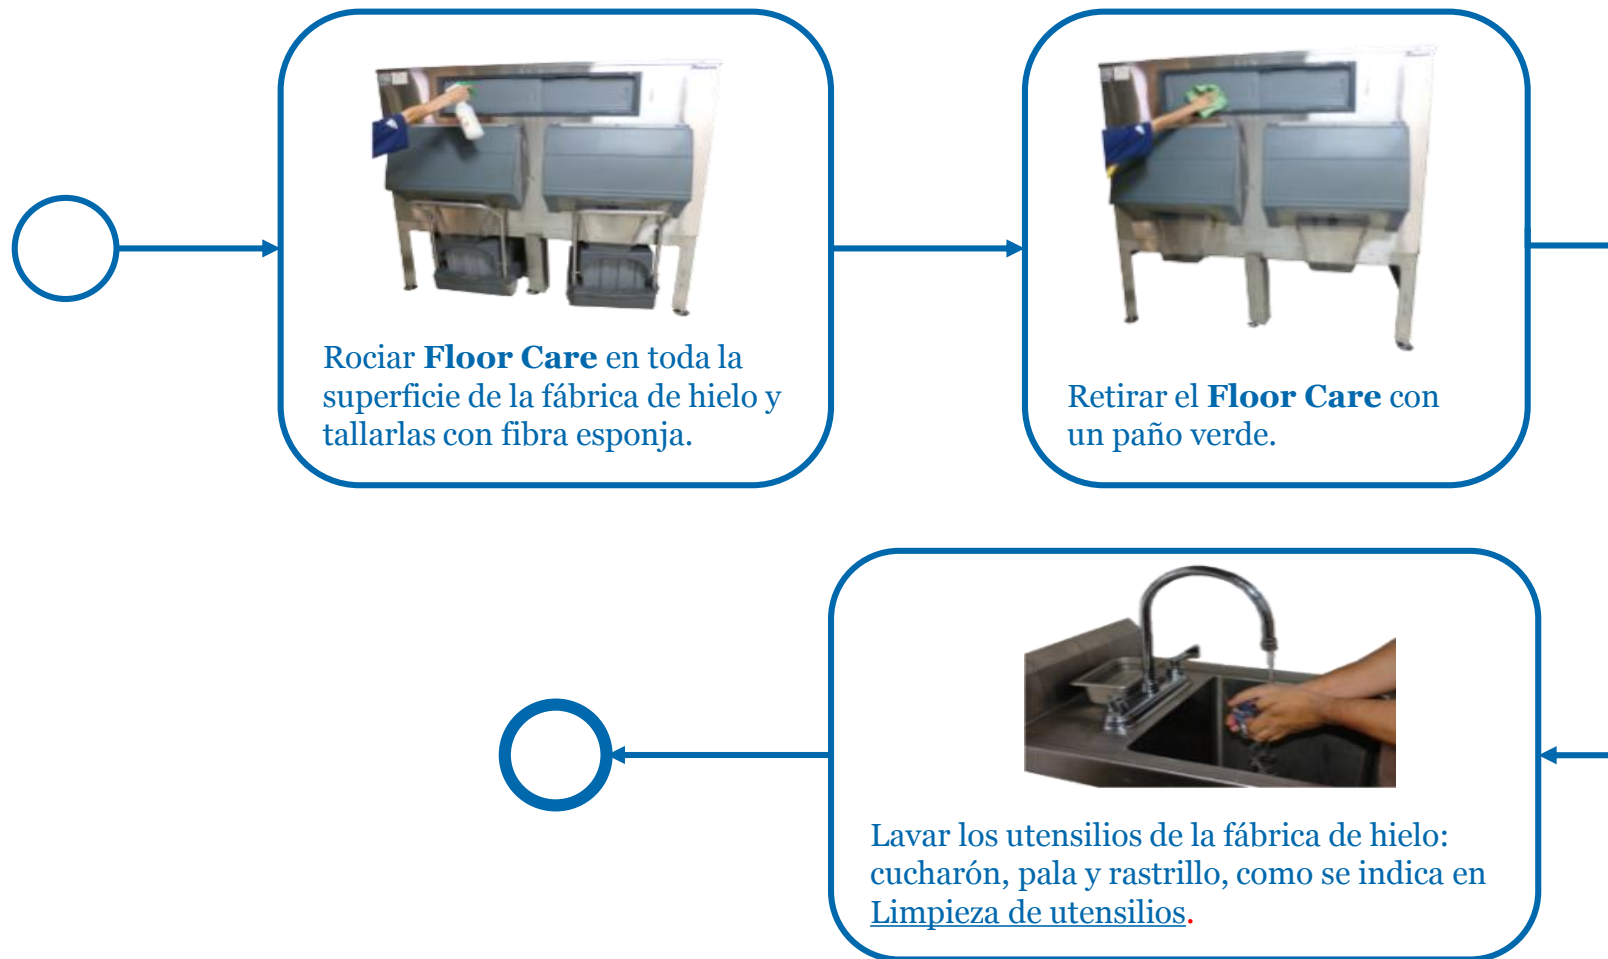 Rociar Floor Care en toda la
superficie de la fábrica de hielo y
tallarlas con fibra esponja.
Retirar el Floor Care con
un paño verde.
Lavar los utensilios de la fábrica de hielo:
cucharón, pala y rastrillo, como se indica en
Limpieza de utensilios.